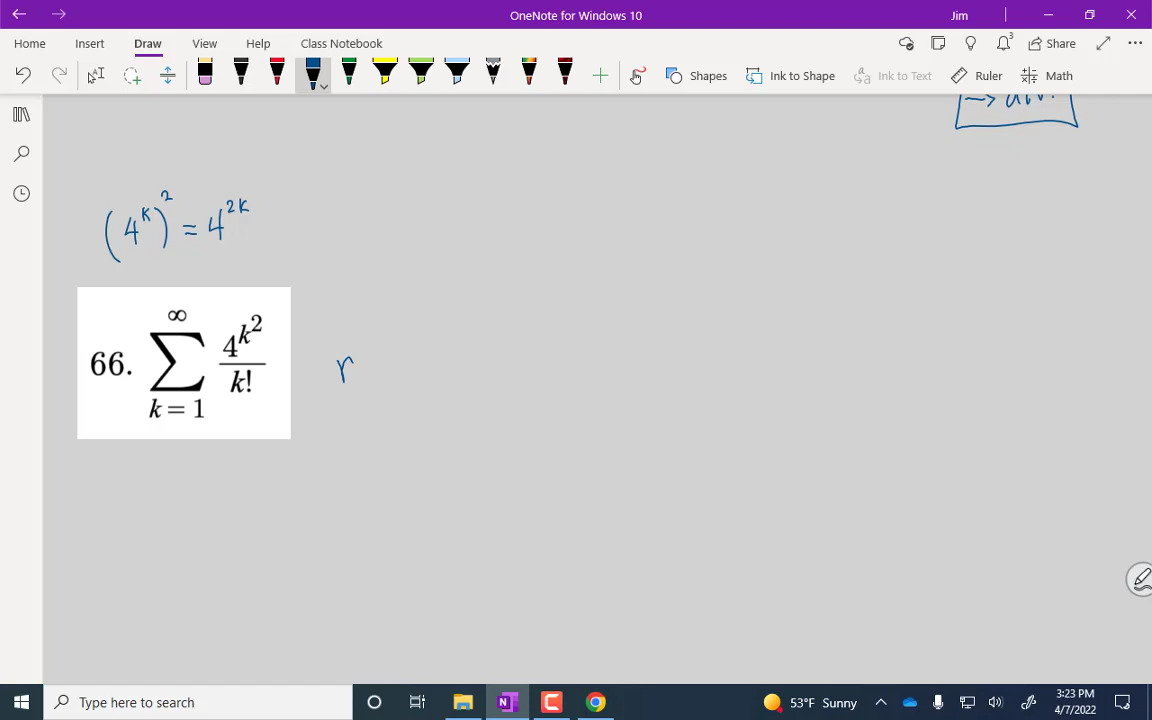 OneNote for Windows 10
Jim
Home Insert Draw View Help Class Notebook
Share
Shapes Ink to Shape Ink to Text Ruler Math
→ div.
(4^k)^2 = 4^{2k}
66. ∑_{k=1}^{∞} 4^{k^2}/k!
r
Type here to search
53°F Sunny
3:23 PM
4/7/2022